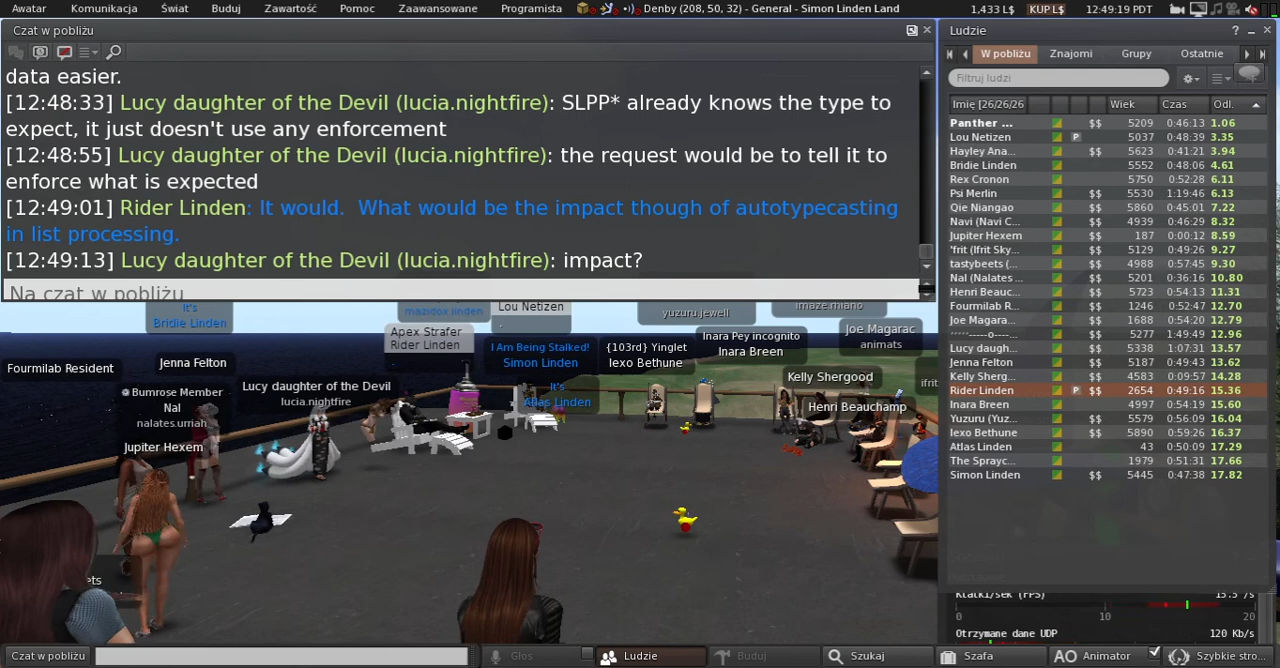 Awatar Komunikacja Świat Buduj Zawartość Pomoc Zaawansowane Programista Denby (208, 50, 32) - General - Simon Linden Land 1,433 L$ KUP L$ 12:49:19 PDT
Czat w pobliżu
data easier.
[12:48:33] Lucy daughter of the Devil (lucia.nightfire): SLPP* already knows the type to
expect, it just doesn't use any enforcement
[12:48:55] Lucy daughter of the Devil (lucia.nightfire): the request would be to tell it to
enforce what is expected
[12:49:01] Rider Linden: It would. What would be the impact though of autotypecasting
in list processing.
[12:49:13] Lucy daughter of the Devil (lucia.nightfire): impact?
Na czat w pobliżu
Ludzie
W pobliżu Znajomi Grupy Ostatnie
Filtruj ludzi
Imię [26/26/26 Wiek Czas Odl.
Panther ... $$ 5209 0:46:13 1.06
Lou Netizen P 5037 0:48:39 3.35
Hayley Ana... $$ 5623 0:41:21 3.94
Bridie Linden 5552 0:48:06 4.61
Rex Cronon 5750 0:52:28 6.11
Psi Merlin $$ 5530 1:19:46 6.13
Qie Niangao $$ 5860 0:45:01 7.22
Navi (Navi C... $$ 4939 0:46:29 8.32
Jupiter Hexem $$ 187 0:00:12 8.59
'frit (Ifrit Sky... $$ 5129 0:49:26 9.27
tastybeets (... $$ 4988 0:57:45 9.30
Nal (Nalates ... $$ 5201 0:36:16 10.80
Henri Beauc... $$ 5723 0:54:13 11.31
Fourmilab R... $$ 1246 0:52:47 12.70
Joe Magara... $$ 1688 0:54:20 12.79
$$ 5277 1:49:49 12.96
Lucy daugh... $$ 5338 1:07:31 13.57
Jenna Felton $$ 5187 0:49:43 13.62
Kelly Sherg... $$ 4583 0:09:57 14.28
Rider Linden P $$ 2654 0:49:16 15.36
Inara Breen 4997 0:54:19 15.60
Yuzuru (Yuz... $$ 5579 0:56:09 16.04
Iexo Bethune $$ 5890 0:59:26 16.37
Atlas Linden 43 0:50:09 17.29
The Sprayc... 1979 0:51:31 17.66
Simon Linden $$ 5445 0:47:38 17.82
It's
Bridie Linden
mazidox linden
Lou Netizen
yuzuru jewell
imaze rhiano
Apex Strafer
Rider Linden
I Am Being Stalked!
Simon Linden
{103rd} Yinglet
Iexo Bethune
Inara Pey incognito
Inara Breen
Joe Magarac
animats
Fourmilab Resident
Jenna Felton
Bumrose Member
Nal
nalates.urriah
Lucy daughter of the Devil
lucia.nightfire
It's
Atlas Linden
Kelly Shergood
ifrit
Henri Beauchamp
Jupiter Hexem
ets
Klatki/sek (FPS) 15.5 /s
0 10 20
Otrzymane dane UDP 120 Kb/s
Czat w pobliżu Głos Ludzie Buduj Szukaj Szafa AO Animator Szybkie stro...